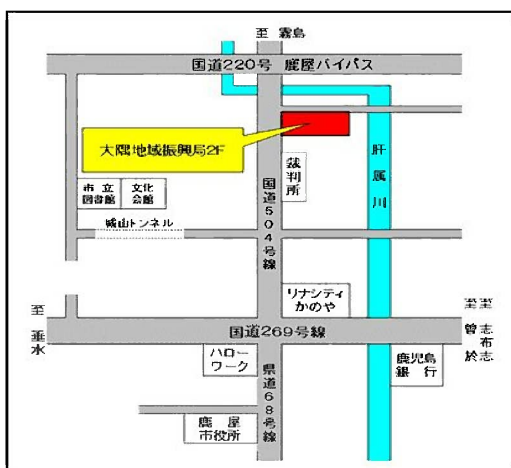 至 霧島
国道220号 鹿屋バイパス
大隅地域振興局2F
裁判所
肝属川
市立
図書館
文化
会館
国道504号線
城山トンネル
リナシティ
かのや
至 垂水
国道269号線
至 曽於
至 志布志
ハロー
ワーク
県道68号線
鹿児島
銀行
鹿屋
市役所